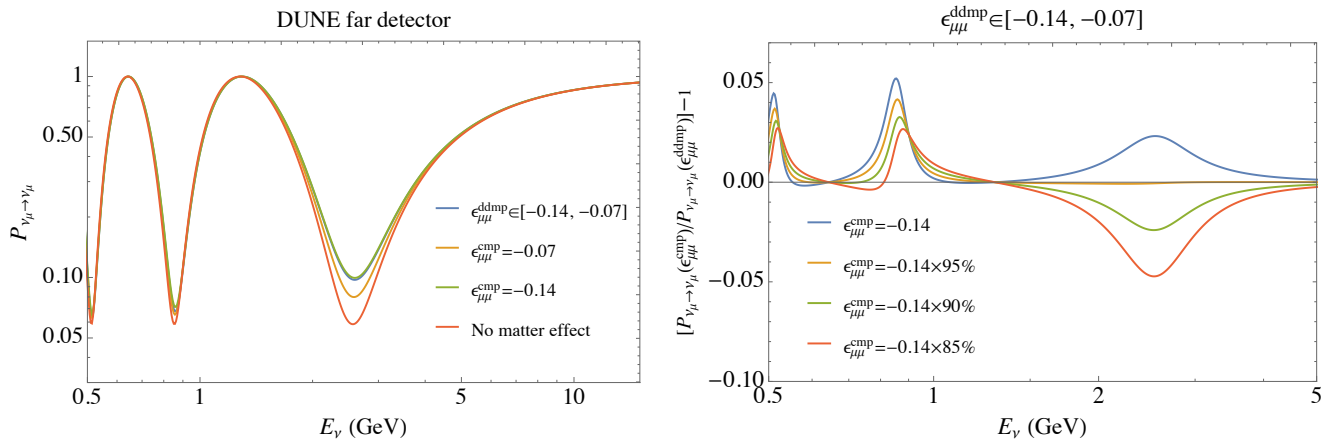 DUNE far detector
P_{ν_μ→ν_μ}
1
0.50
0.10
0.05
ϵ_{μμ}^{ddmp}∈[−0.14, −0.07]
ϵ_{μμ}^{cmp}=−0.07
ϵ_{μμ}^{cmp}=−0.14
No matter effect
0.5 1 5 10
E_ν (GeV)
ϵ_{μμ}^{ddmp}∈[−0.14, −0.07]
[P_{ν_μ→ν_μ}(ϵ_{μμ}^{cmp})/P_{ν_μ→ν_μ}(ϵ_{μμ}^{ddmp})]−1
0.05
0.00
−0.05
−0.10
ϵ_{μμ}^{cmp}=−0.14
ϵ_{μμ}^{cmp}=−0.14×95%
ϵ_{μμ}^{cmp}=−0.14×90%
ϵ_{μμ}^{cmp}=−0.14×85%
0.5 1 2 5
E_ν (GeV)